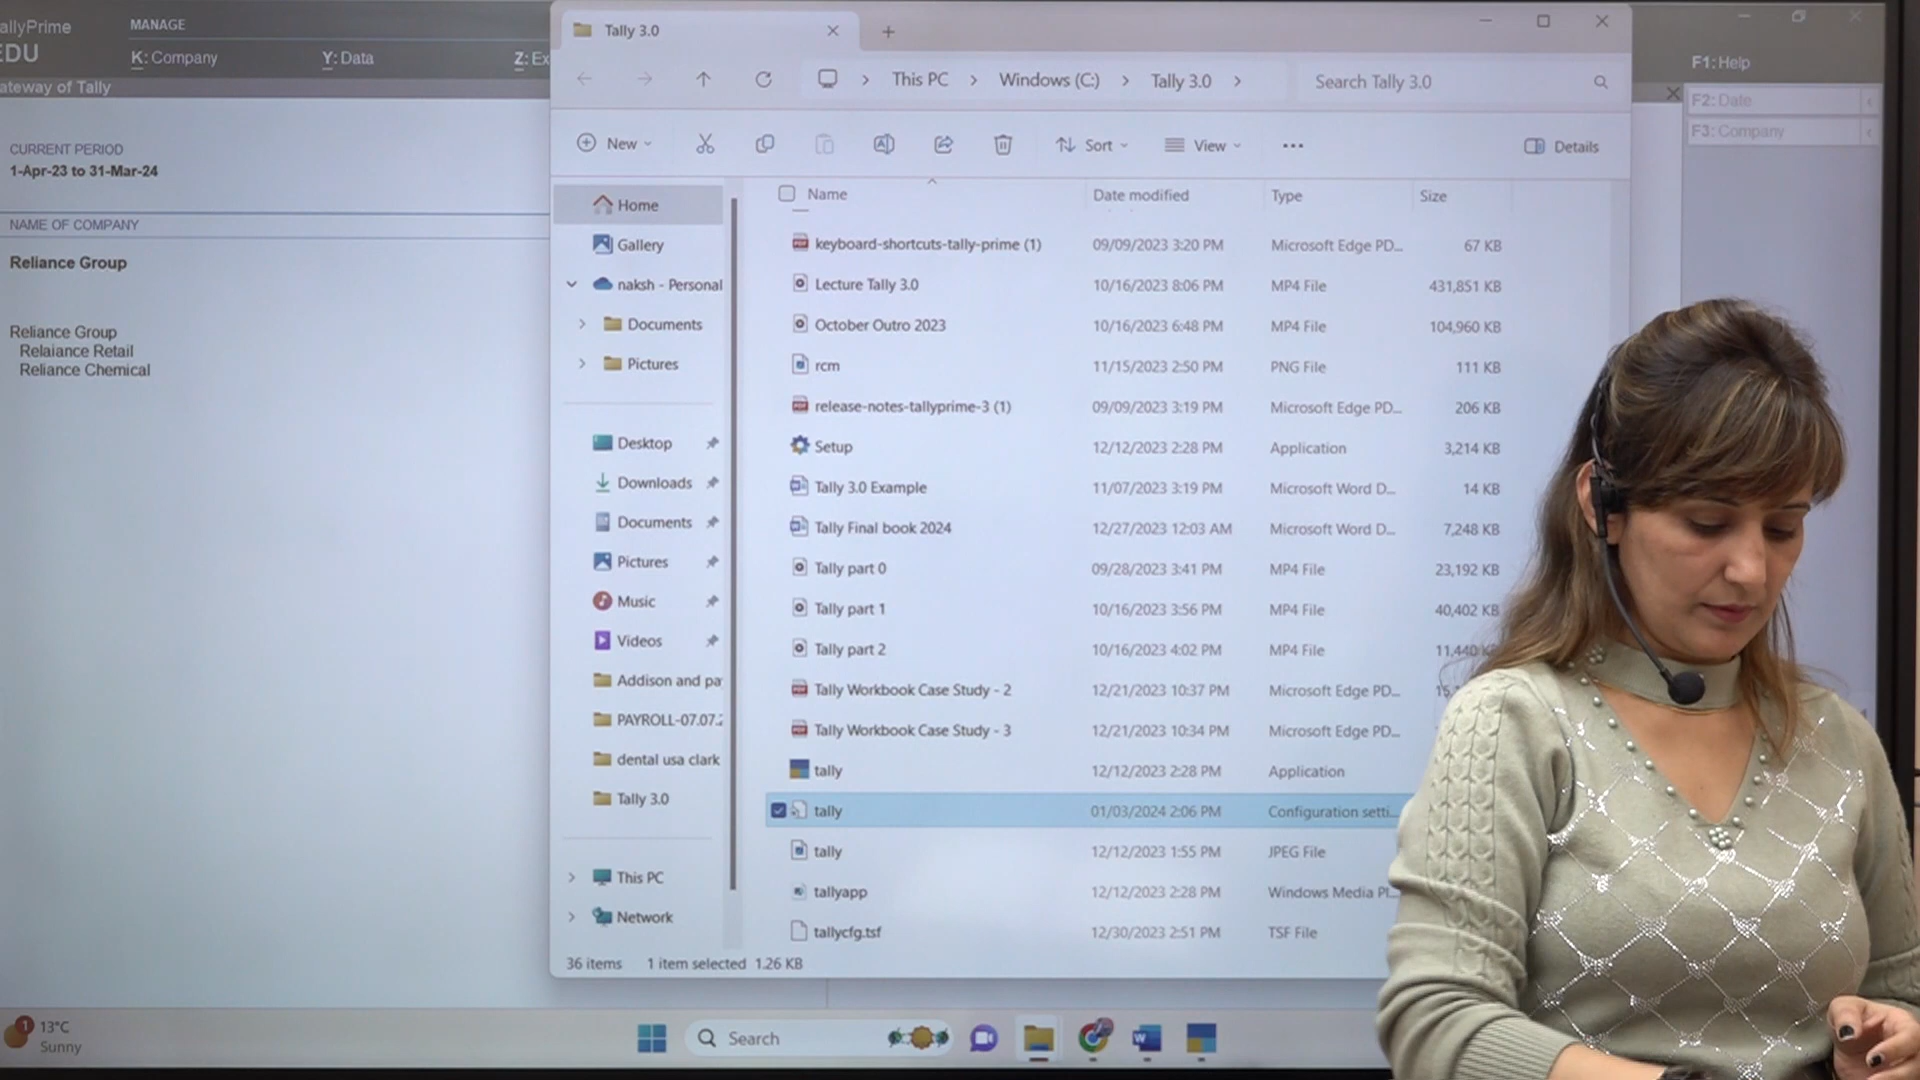 allyPrime
EDU
MANAGE
K: Company
Y: Data
Z: Ex
ateway of Tally
CURRENT PERIOD
1-Apr-23 to 31-Mar-24
NAME OF COMPANY
Reliance Group
Reliance Group
Relaiance Retail
Reliance Chemical
Tally 3.0
This PC > Windows (C:) > Tally 3.0 >
Search Tally 3.0
New
Sort
View
Details
Home
Gallery
naksh - Personal
Documents
Pictures
Desktop
Downloads
Documents
Pictures
Music
Videos
Addison and pa
PAYROLL-07.07.2
dental usa clark
Tally 3.0
This PC
Network
Name Date modified Type Size
keyboard-shortcuts-tally-prime (1) 09/09/2023 3:20 PM Microsoft Edge PD... 67 KB
Lecture Tally 3.0 10/16/2023 8:06 PM MP4 File 431,851 KB
October Outro 2023 10/16/2023 6:48 PM MP4 File 104,960 KB
rcm 11/15/2023 2:50 PM PNG File 111 KB
release-notes-tallyprime-3 (1) 09/09/2023 3:19 PM Microsoft Edge PD... 206 KB
Setup 12/12/2023 2:28 PM Application 3,214 KB
Tally 3.0 Example 11/07/2023 3:19 PM Microsoft Word D... 14 KB
Tally Final book 2024 12/27/2023 12:03 AM Microsoft Word D... 7,248 KB
Tally part 0 09/28/2023 3:41 PM MP4 File 23,192 KB
Tally part 1 10/16/2023 3:56 PM MP4 File 40,402 KB
Tally part 2 10/16/2023 4:02 PM MP4 File 11,440 K
Tally Workbook Case Study - 2 12/21/2023 10:37 PM Microsoft Edge PD...
Tally Workbook Case Study - 3 12/21/2023 10:34 PM Microsoft Edge PD...
tally 12/12/2023 2:28 PM Application
tally 01/03/2024 2:06 PM Configuration setti...
tally 12/12/2023 1:55 PM JPEG File
tallyapp 12/12/2023 2:28 PM Windows Media Pl...
tallycfg.tsf 12/30/2023 2:51 PM TSF File
36 items 1 item selected 1.26 KB
F1: Help
F2: Date
F3: Company
1
13°C
Sunny
Search